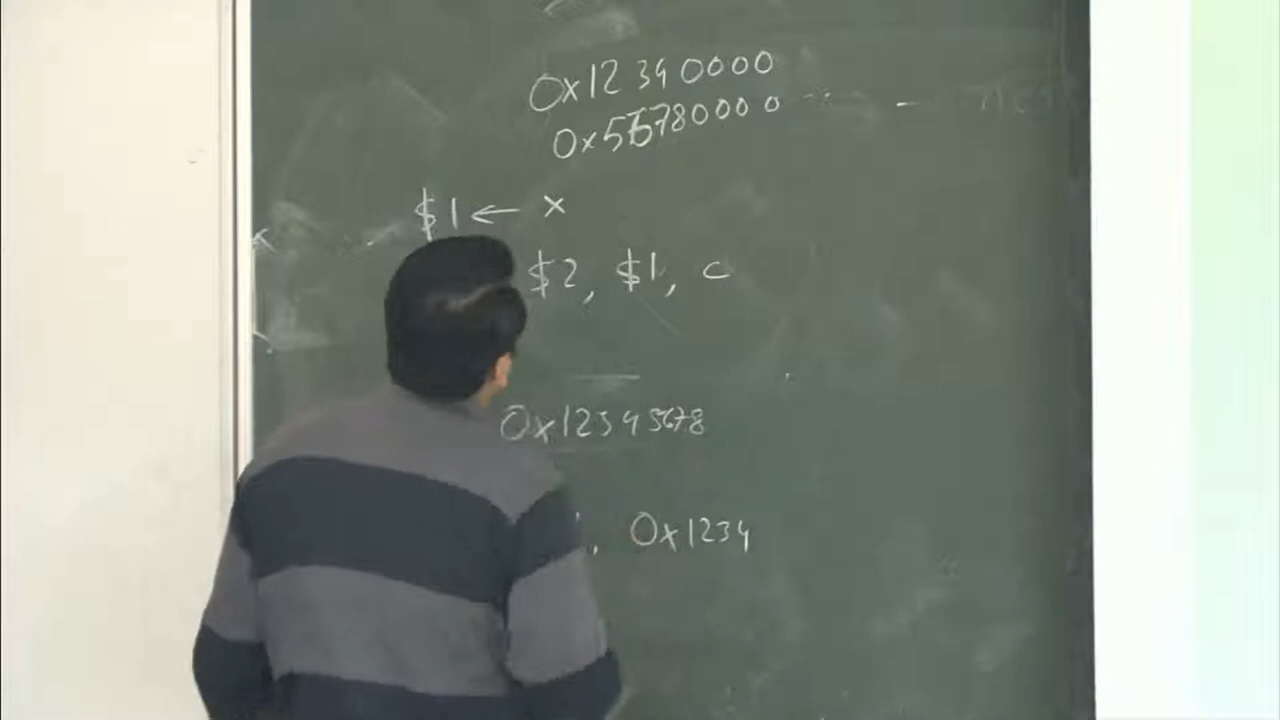 0x12340000
0x56780000
$1 ← x
$2, $1, c
0x12345678
, 0x1234